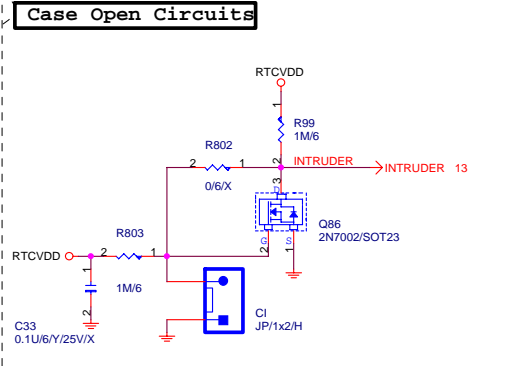 Case Open Circuits
RTCVDD
1
R99
1M/6
R802
2 1
2
INTRUDER
INTRUDER 13
0/6/X
3
D
Q86
2N7002/SOT23
G S
2 1
R803
RTCVDD
2 1
1
1M/6
2
CI
JP/1x2/H
C33
0.1U/6/Y/25V/X